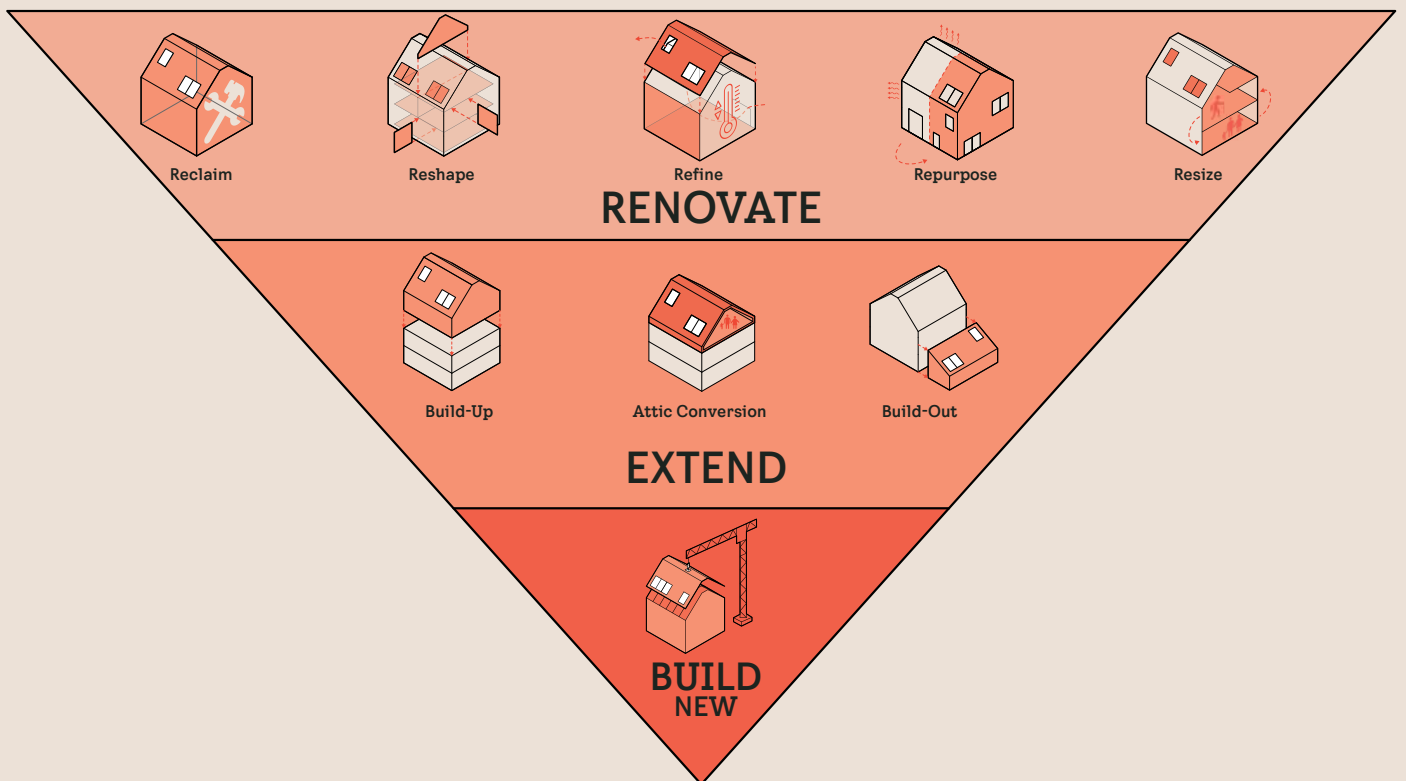 Reclaim
Reshape
Refine
Repurpose
Resize
RENOVATE
Build-Up
Attic Conversion
Build-Out
EXTEND
BUILD
NEW